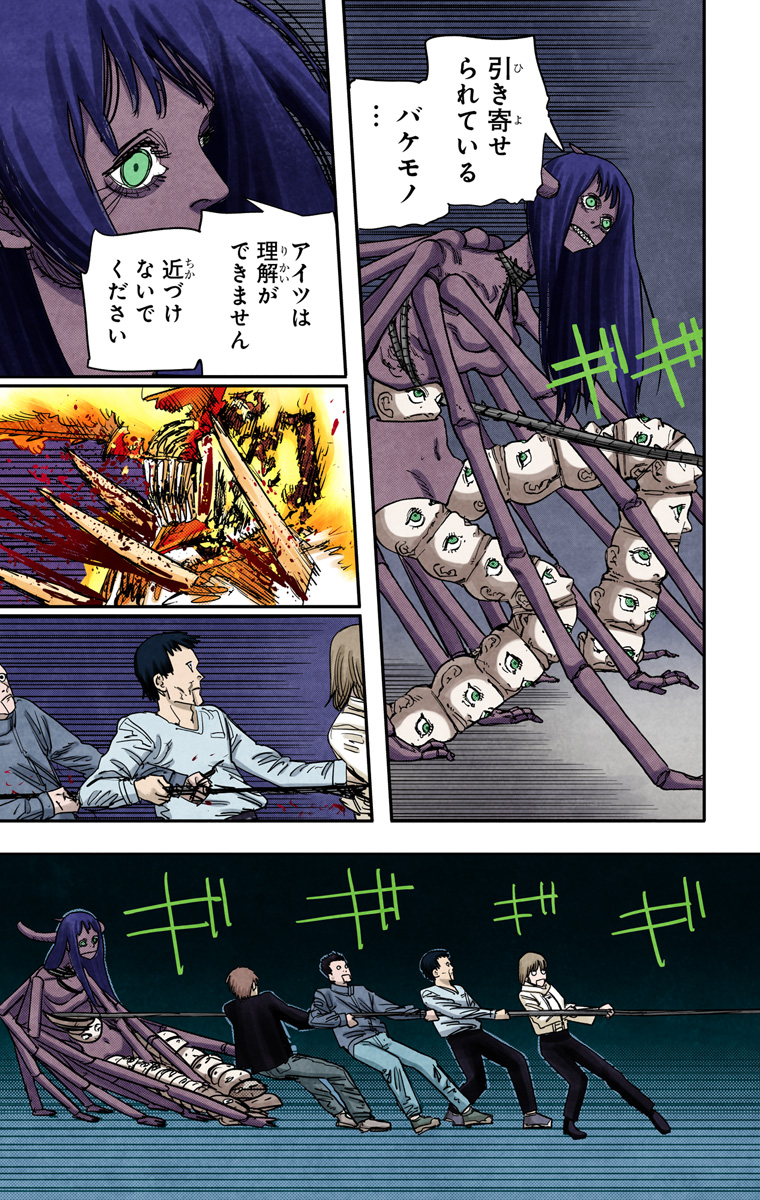 引き寄せ
られている
バケモノ
…
アイツは
理解が
できません
近づけ
ないで
ください
ギギ
ギギギギ